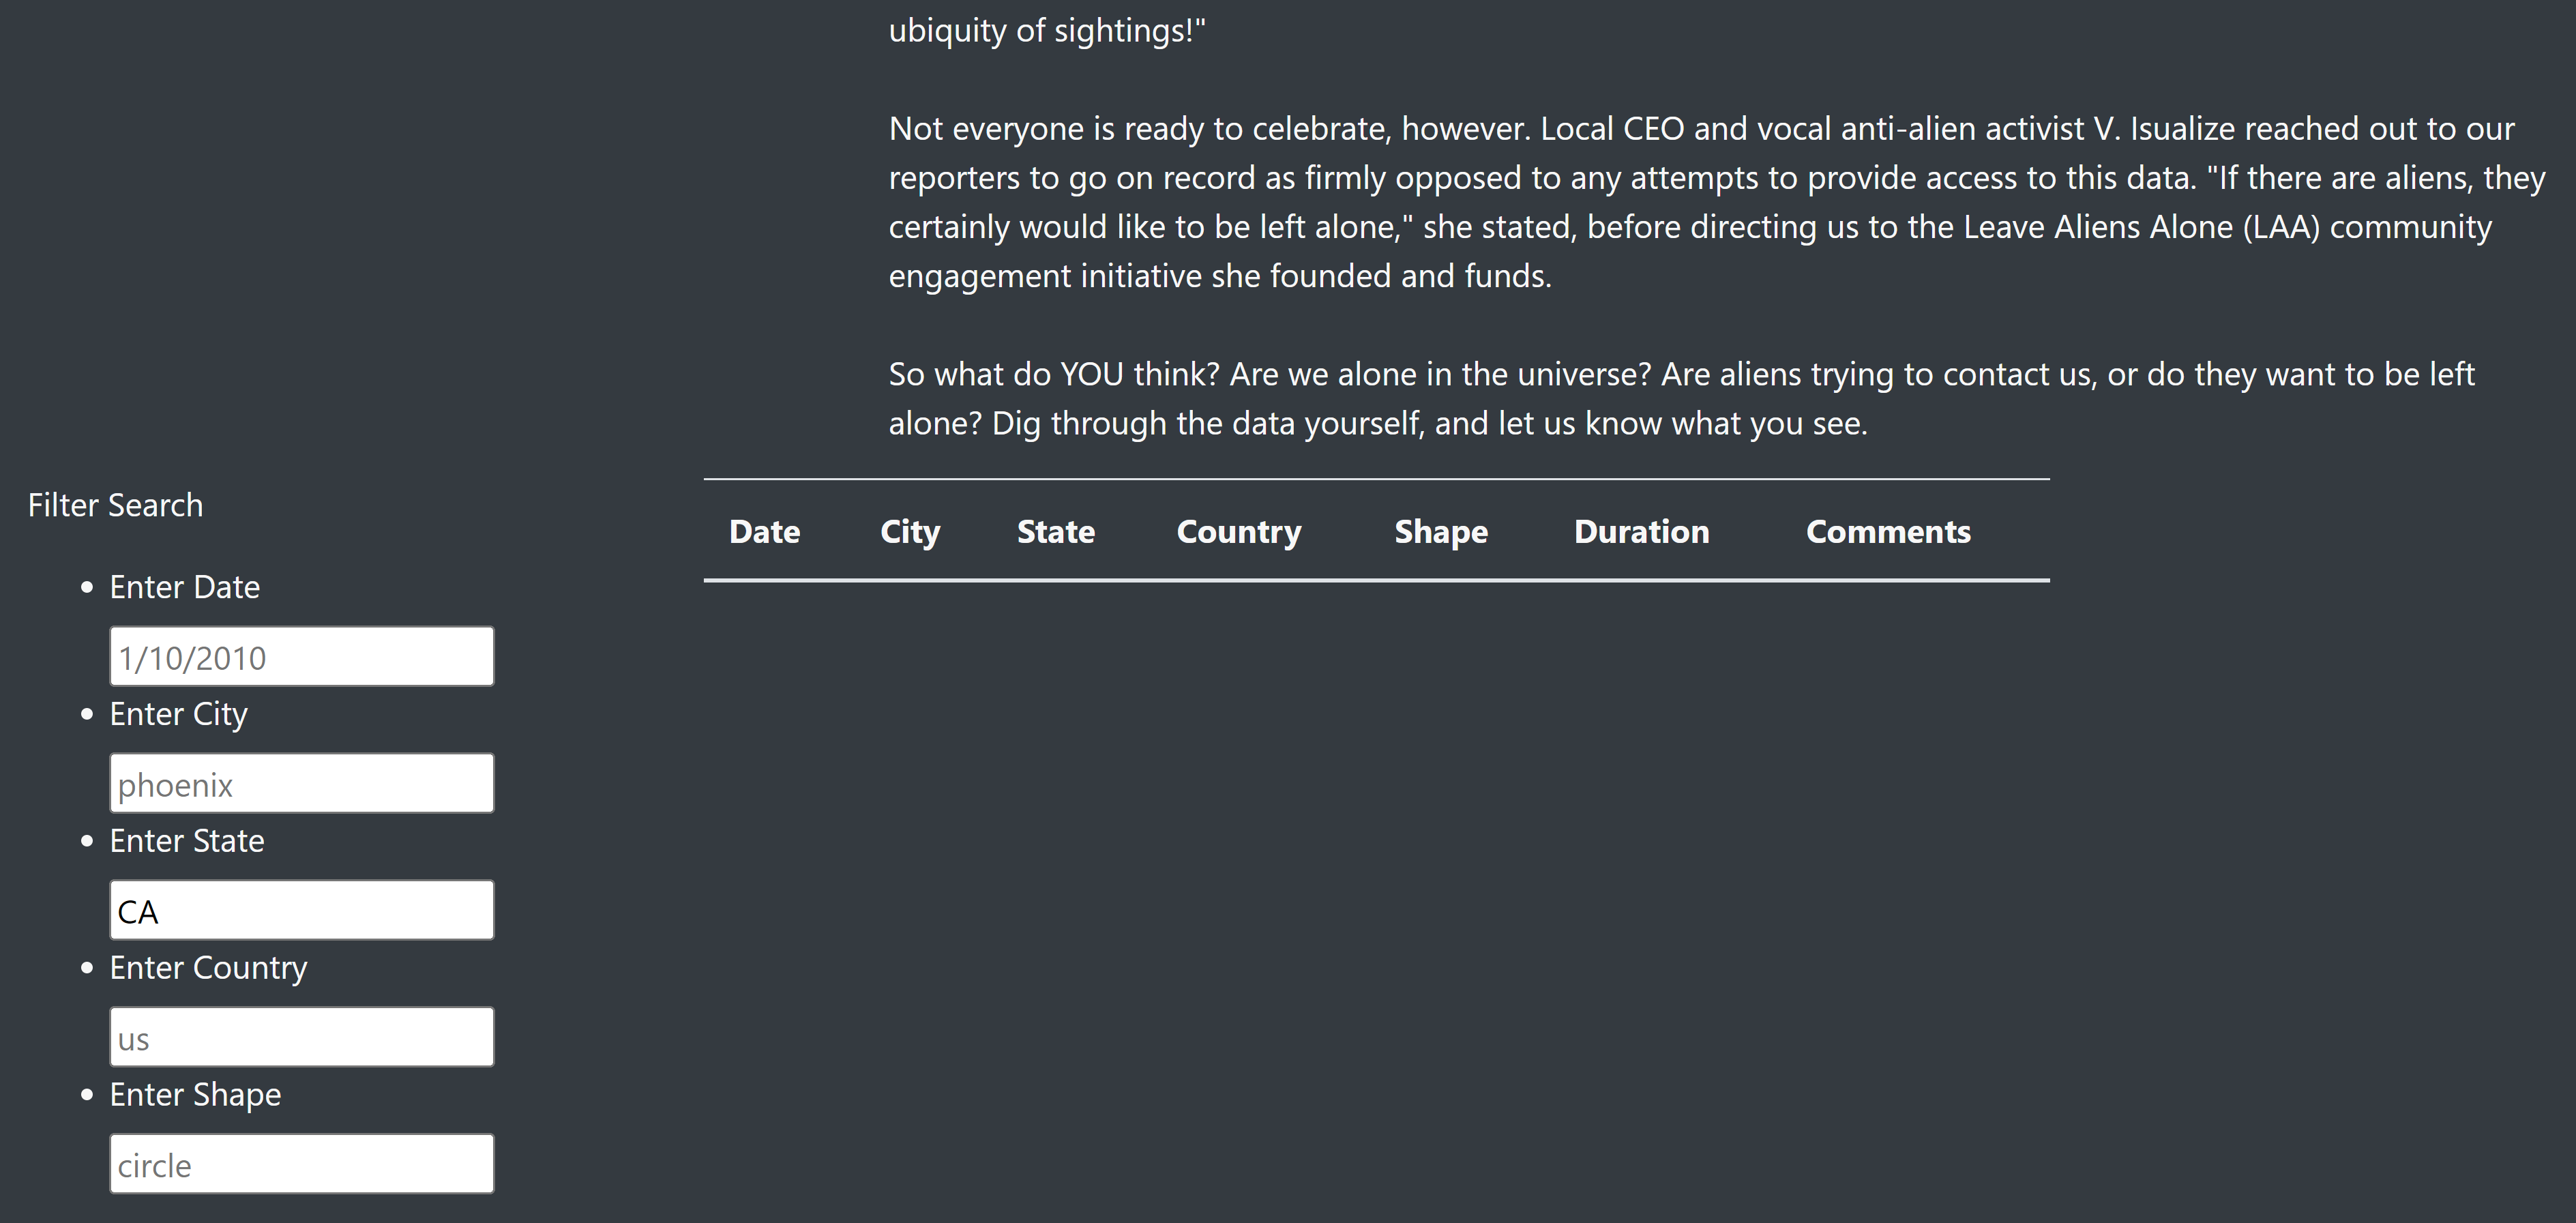 ubiquity of sightings!"
Not everyone is ready to celebrate, however. Local CEO and vocal anti-alien activist V. Isualize reached out to our
reporters to go on record as firmly opposed to any attempts to provide access to this data. "If there are aliens, they
certainly would like to be left alone," she stated, before directing us to the Leave Aliens Alone (LAA) community
engagement initiative she founded and funds.
So what do YOU think? Are we alone in the universe? Are aliens trying to contact us, or do they want to be left
alone? Dig through the data yourself, and let us know what you see.
Filter Search
Enter Date
1/10/2010
Enter City
phoenix
Enter State
CA
Enter Country
us
Enter Shape
circle
Date City State Country Shape Duration Comments